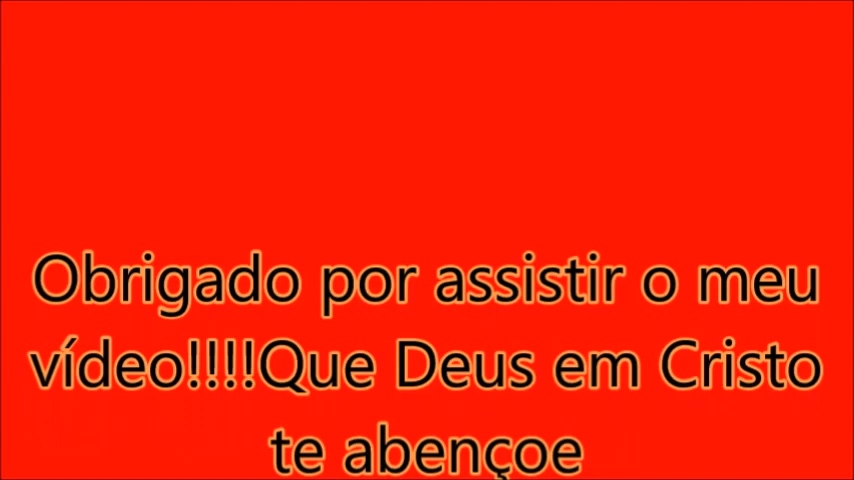 Obrigado por assistir o meu
vídeo!!!!Que Deus em Cristo
te abençoe